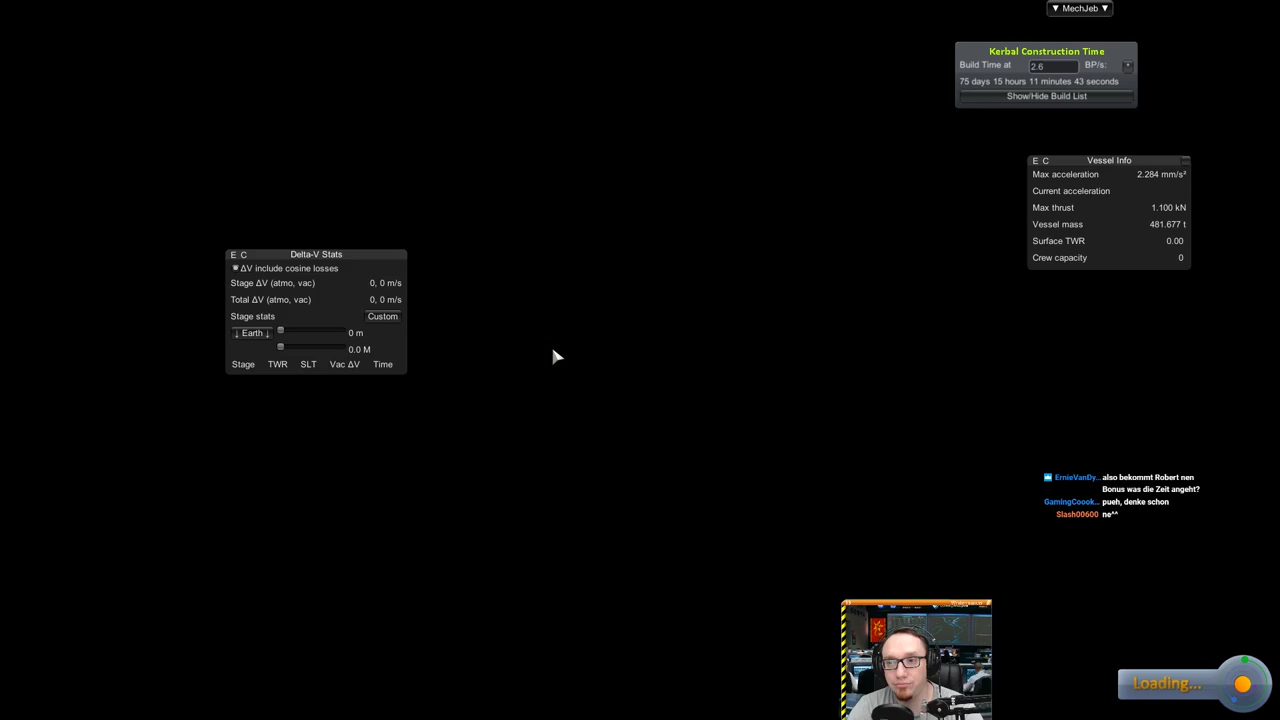 ▼ MechJeb ▼
Kerbal Construction Time
Build Time at 2.6 BP/s: *
75 days 15 hours 11 minutes 43 seconds
Show/Hide Build List
E C Vessel Info
Max acceleration 2.284 mm/s²
Current acceleration
Max thrust 1.100 kN
Vessel mass 481.677 t
Surface TWR 0.00
Crew capacity 0
E C Delta-V Stats
ΔV include cosine losses
Stage ΔV (atmo, vac) 0, 0 m/s
Total ΔV (atmo, vac) 0, 0 m/s
Stage stats Custom
↓ Earth ↓ 0 m
0.0 M
Stage TWR SLT Vac ΔV Time
ErnieVanDy... also bekommt Robert nen
Bonus was die Zeit angeht?
GamingCoook... pueh, denke schon
Slash00600 ne^^
Loading...